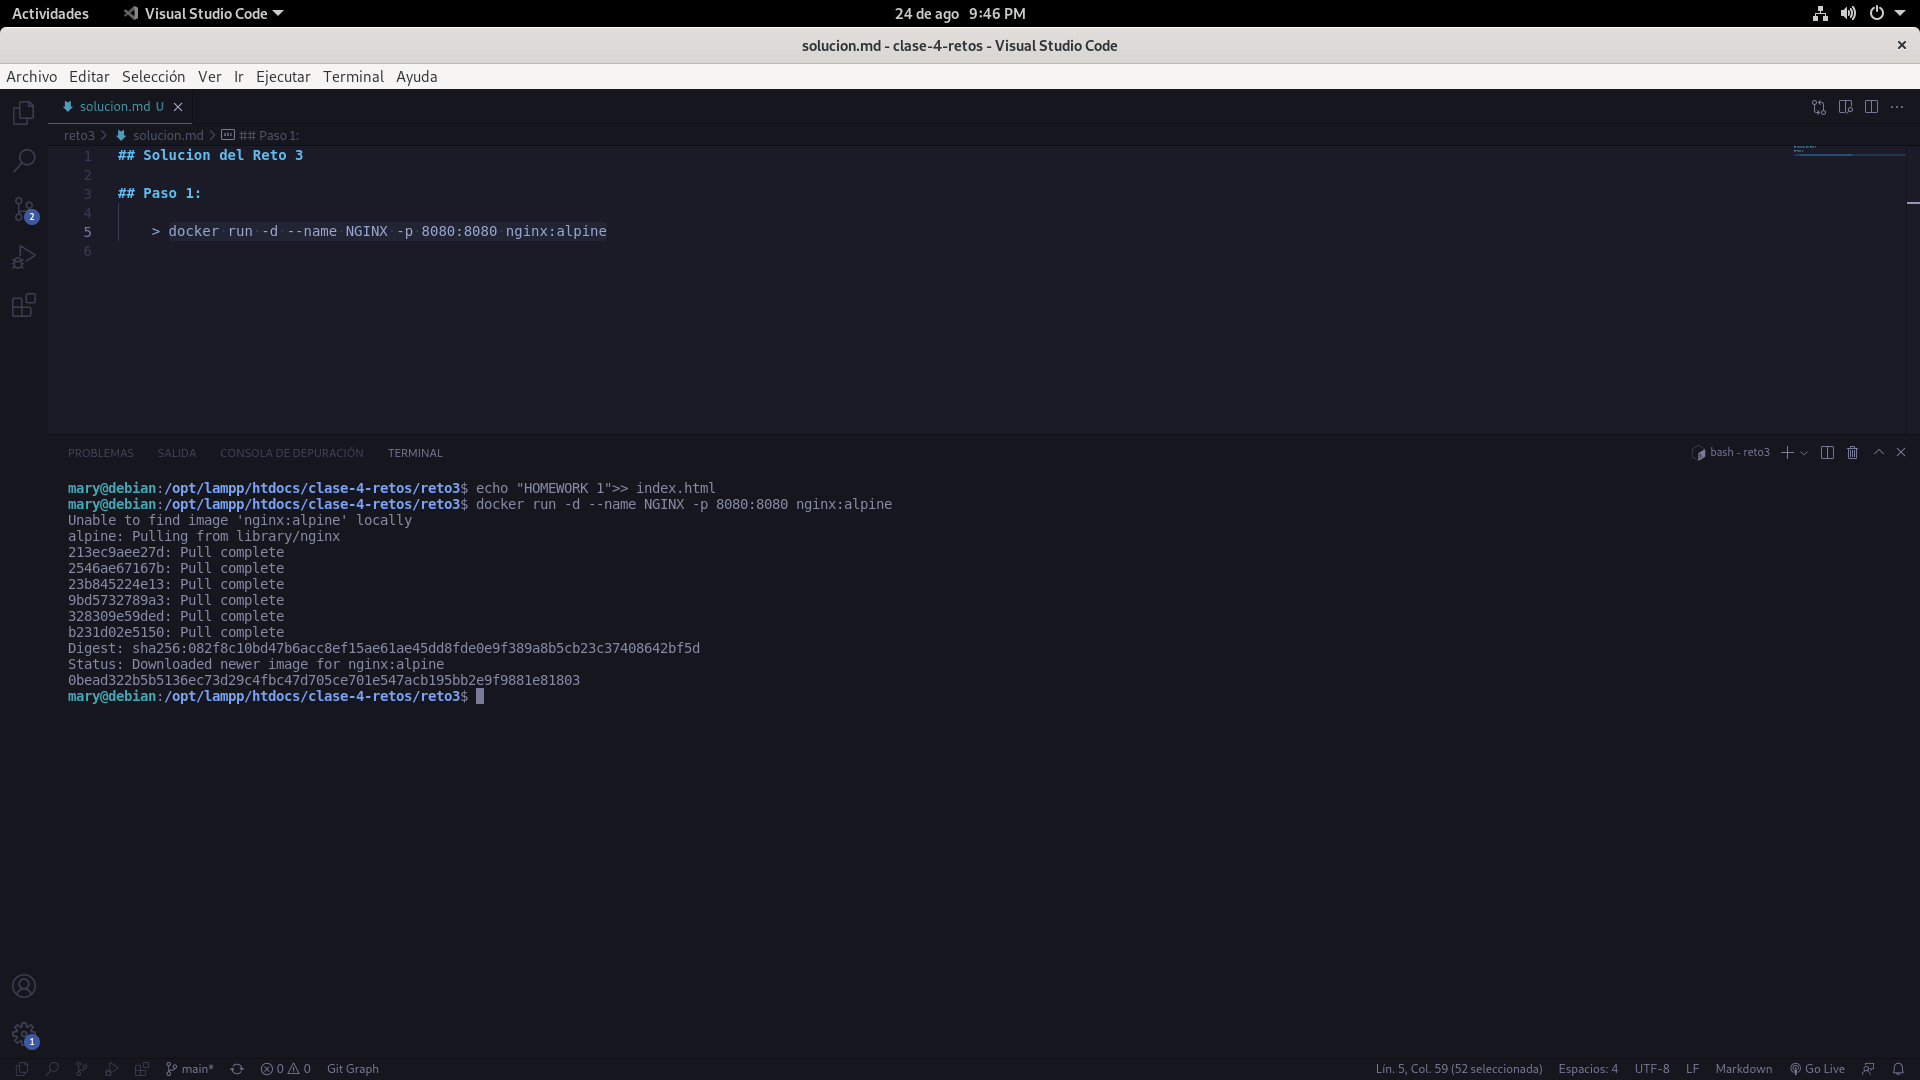 Actividades
Visual Studio Code
24 de ago 9:46 PM
solucion.md - clase-4-retos - Visual Studio Code
Archivo Editar Selección Ver Ir Ejecutar Terminal Ayuda
solucion.md U
reto3 > solucion.md > ## Paso 1:
1 ## Solucion del Reto 3
2
3 ## Paso 1:
4
5 > docker run -d --name NGINX -p 8080:8080 nginx:alpine
6
2
PROBLEMAS SALIDA CONSOLA DE DEPURACIÓN TERMINAL
bash - reto3
mary@debian:/opt/lampp/htdocs/clase-4-retos/reto3$ echo "HOMEWORK 1">> index.html
mary@debian:/opt/lampp/htdocs/clase-4-retos/reto3$ docker run -d --name NGINX -p 8080:8080 nginx:alpine
Unable to find image 'nginx:alpine' locally
alpine: Pulling from library/nginx
213ec9aee27d: Pull complete
2546ae67167b: Pull complete
23b845224e13: Pull complete
9bd5732789a3: Pull complete
328309e59ded: Pull complete
b231d02e5150: Pull complete
Digest: sha256:082f8c10bd47b6acc8ef15ae61ae45dd8fde0e9f389a8b5cb23c37408642bf5d
Status: Downloaded newer image for nginx:alpine
0bead322b5b5136ec73d29c4fbc47d705ce701e547acb195bb2e9f9881e81803
mary@debian:/opt/lampp/htdocs/clase-4-retos/reto3$
1
main* 0 0 Git Graph
Lín. 5, Col. 59 (52 seleccionada) Espacios: 4 UTF-8 LF Markdown Go Live